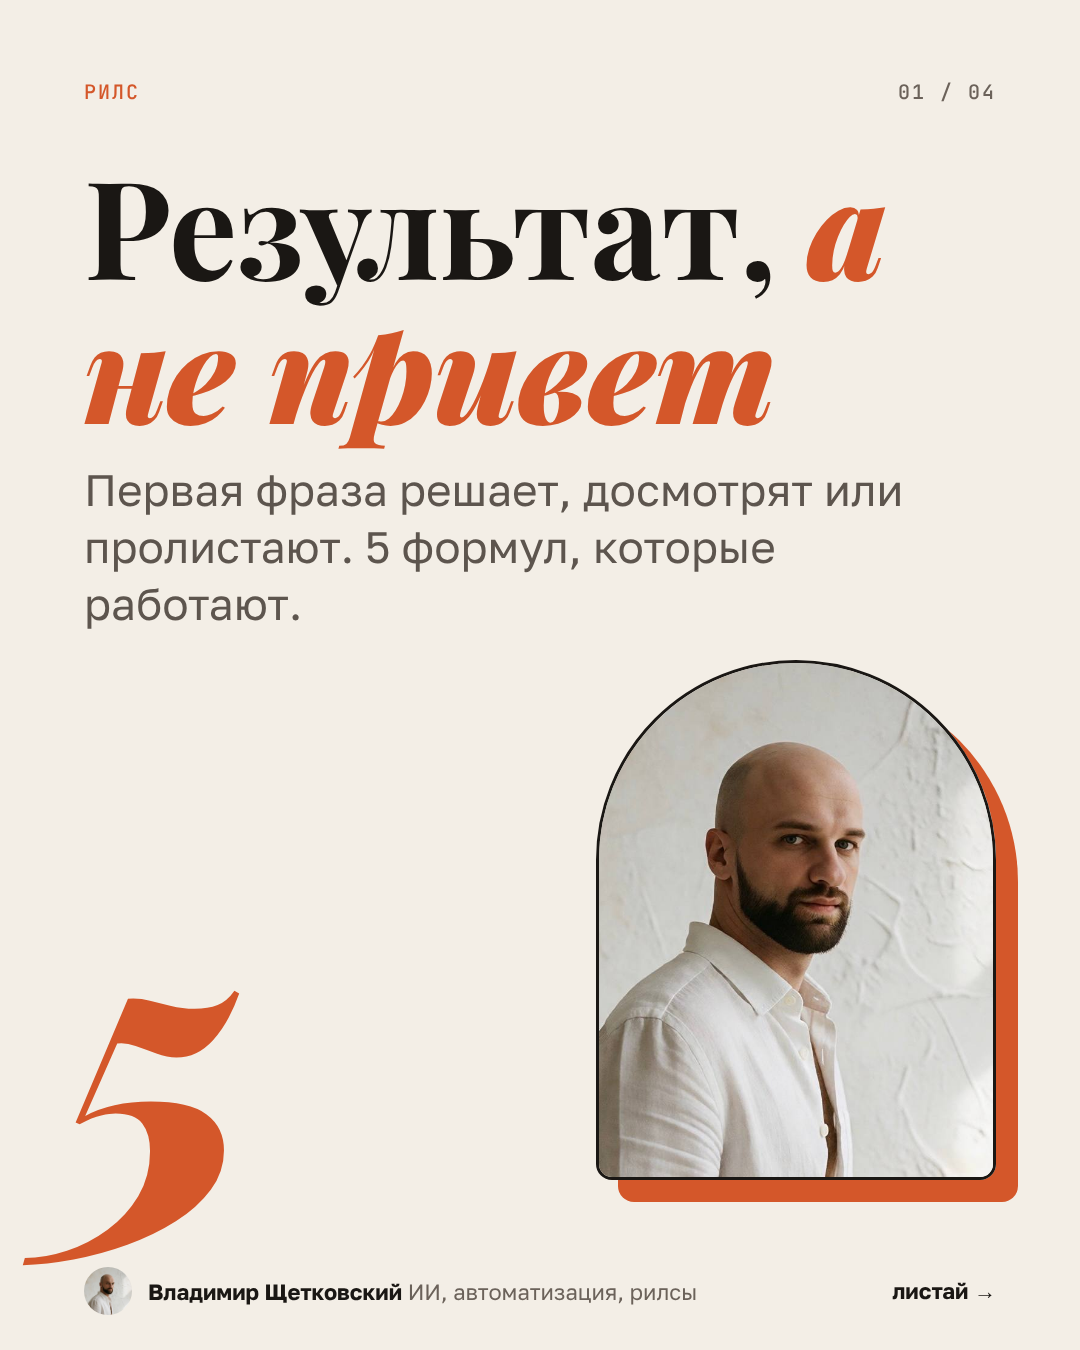 РИЛС
01 / 04
Результат, а
не привет
Первая фраза решает, досмотрят или
пролистают. 5 формул, которые
работают.
5
Владимир Щетковский ИИ, автоматизация, рилсы
листай →